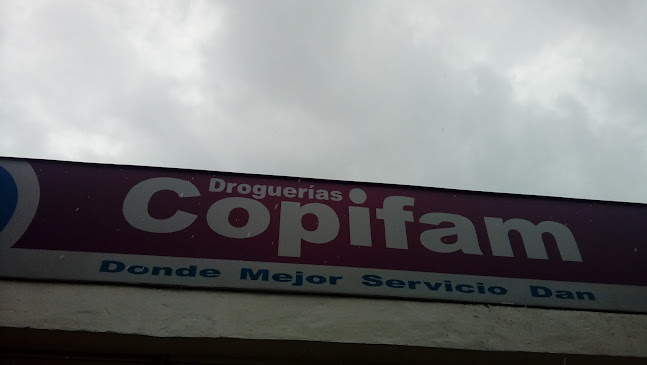 Droguerías
Copifam
Donde Mejor Servicio Dan